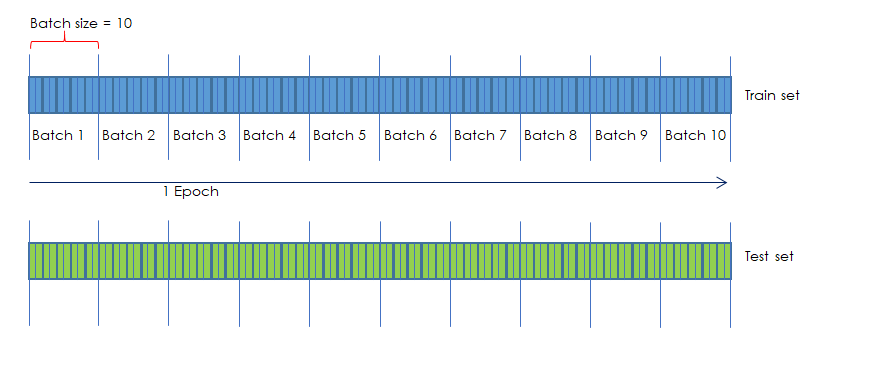 Batch size = 10
Train set
Batch 1 Batch 2 Batch 3 Batch 4 Batch 5 Batch 6 Batch 7 Batch 8 Batch 9 Batch 10
1 Epoch
Test set